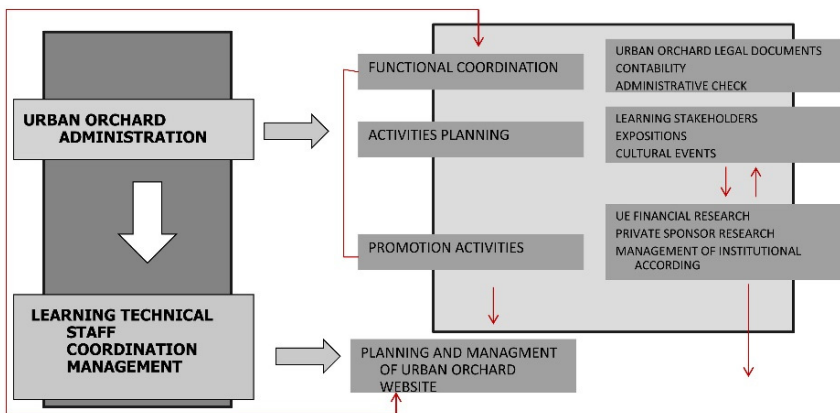 URBAN ORCHARD
ADMINISTRATION
LEARNING TECHNICAL
STAFF
COORDINATION
MANAGEMENT
FUNCTIONAL COORDINATION
ACTIVITIES PLANNING
PROMOTION ACTIVITIES
PLANNING AND MANAGMENT
OF URBAN ORCHARD
WEBSITE
URBAN ORCHARD LEGAL DOCUMENTS
CONTABILITY
ADMINISTRATIVE CHECK
LEARNING STAKEHOLDERS
EXPOSITIONS
CULTURAL EVENTS
UE FINANCIAL RESEARCH
PRIVATE SPONSOR RESEARCH
MANAGEMENT OF INSTITUTIONAL
ACCORDING